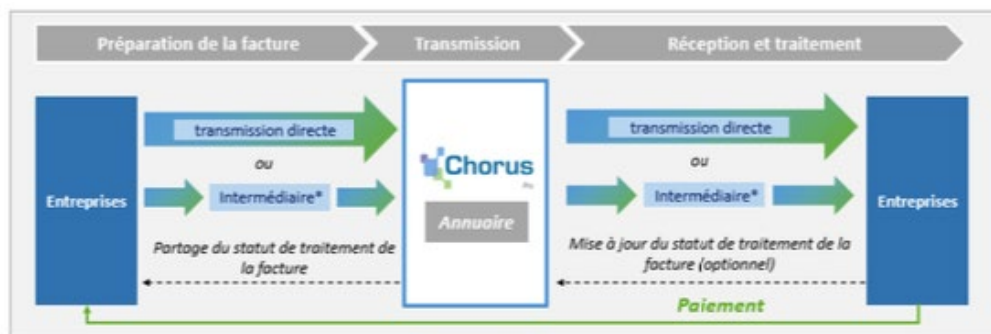 Préparation de la facture
Transmission
Réception et traitement
Entreprises
transmission directe
ou
Intermédiaire*
Partage du statut de traitement de
la facture
Chorus
Annuaire
transmission directe
ou
Intermédiaire*
Mise à jour du statut de traitement de la
facture (optionnel)
Entreprises
Paiement